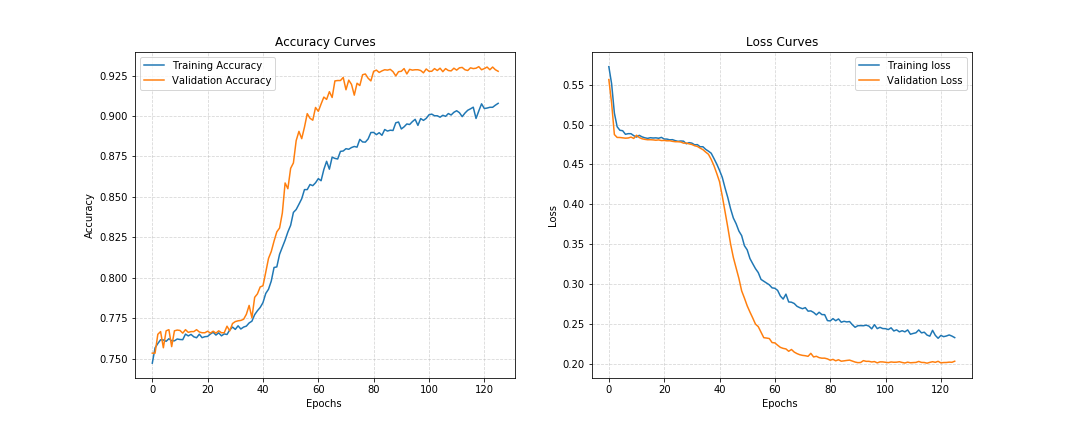 Accuracy Curves
Training Accuracy
Validation Accuracy
0.925
0.900
0.875
0.850
0.825
0.800
0.775
0.750
Accuracy
0 20 40 60 80 100 120
Epochs
Loss Curves
Training loss
Validation Loss
0.55
0.50
0.45
0.40
0.35
0.30
0.25
0.20
Loss
0 20 40 60 80 100 120
Epochs